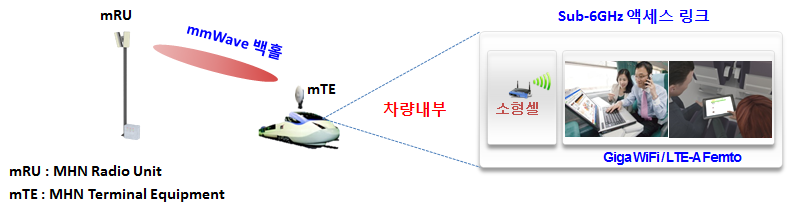 mRU
mmWave 백홀
mTE
차량내부
Sub-6GHz 액세스 링크
소형셀
Giga WiFi / LTE-A Femto
mRU : MHN Radio Unit
mTE : MHN Terminal Equipment